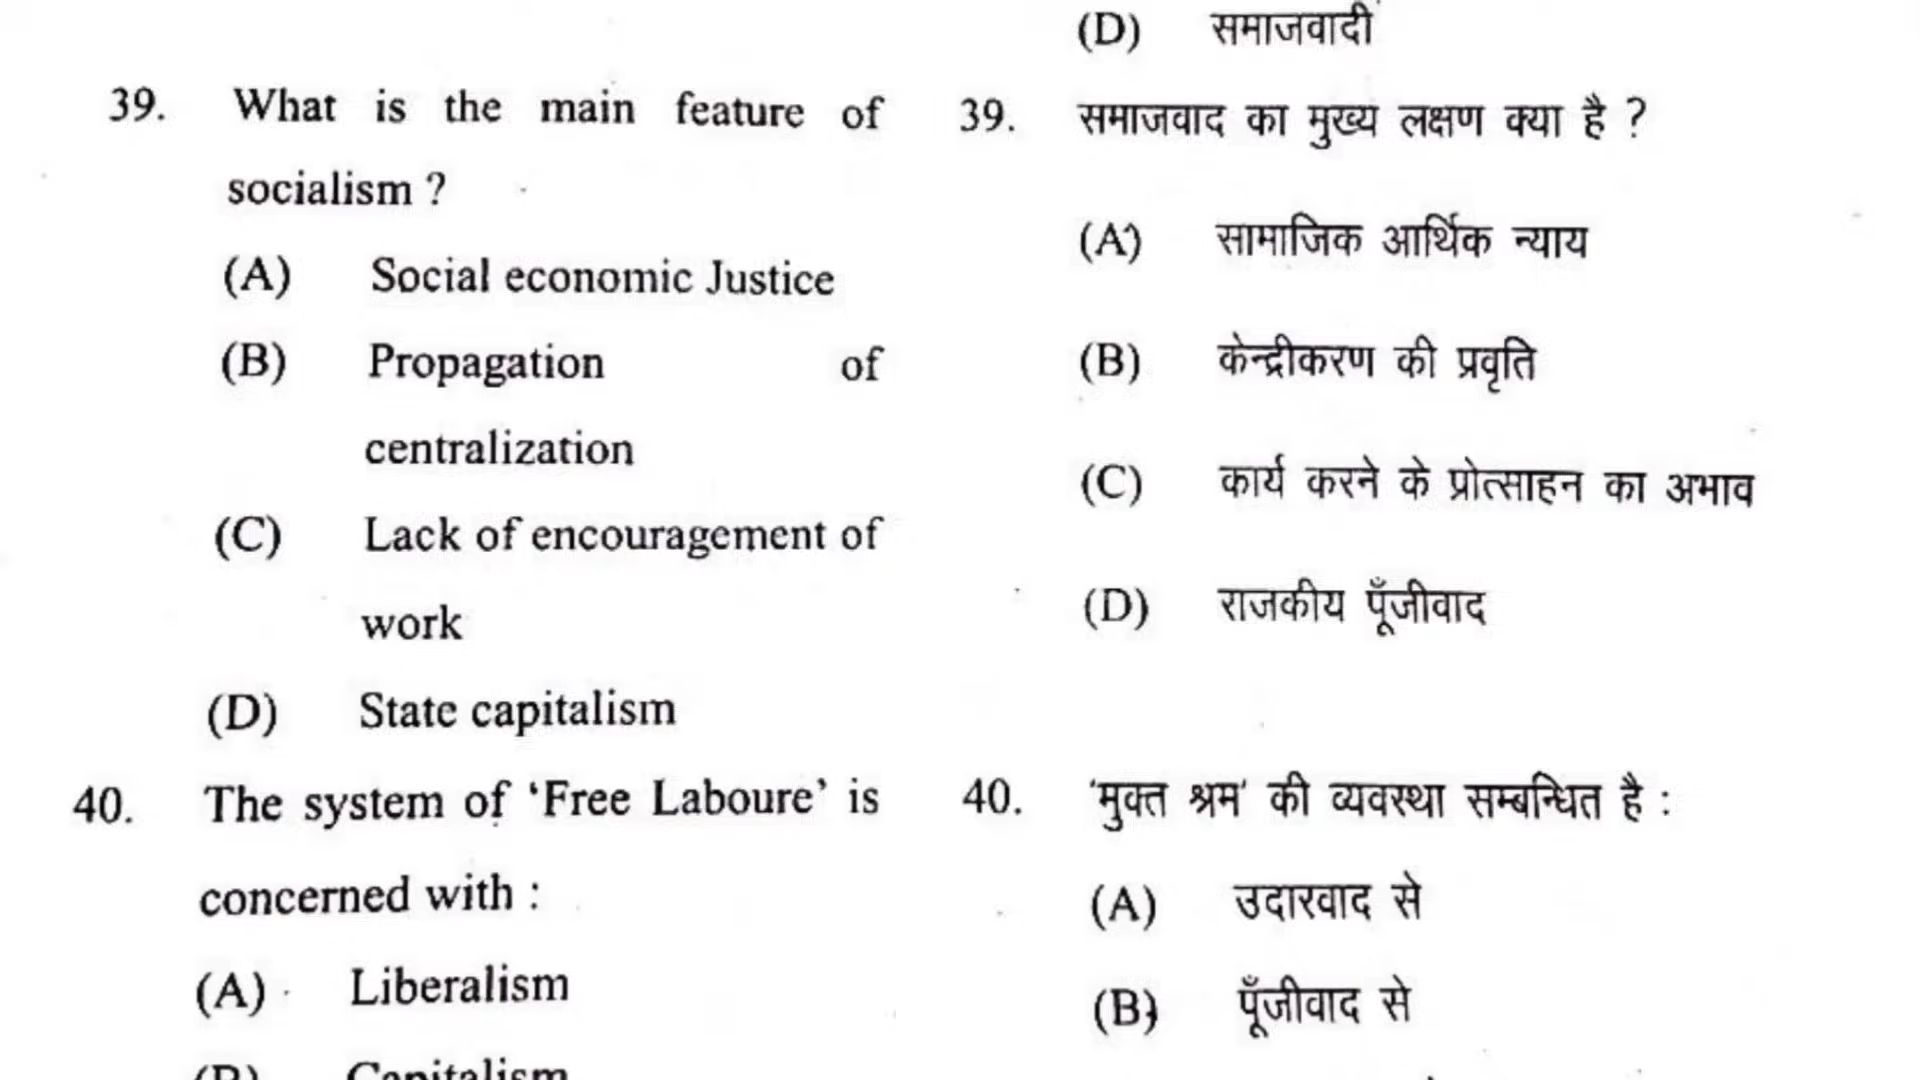 39. What is the main feature of
socialism ?
(A) Social economic Justice
(B) Propagation of
centralization
(C) Lack of encouragement of
work
(D) State capitalism
40. The system of ‘Free Laboure’ is
concerned with :
(A) Liberalism
(B) Capitalism
(D) समाजवादी
39. समाजवाद का मुख्य लक्षण क्या है ?
(A) सामाजिक आर्थिक न्याय
(B) केन्द्रीकरण की प्रवृति
(C) कार्य करने के प्रोत्साहन का अभाव
(D) राजकीय पूँजीवाद
40. ‘मुक्त श्रम’ की व्यवस्था सम्बन्धित है :
(A) उदारवाद से
(B) पूँजीवाद से